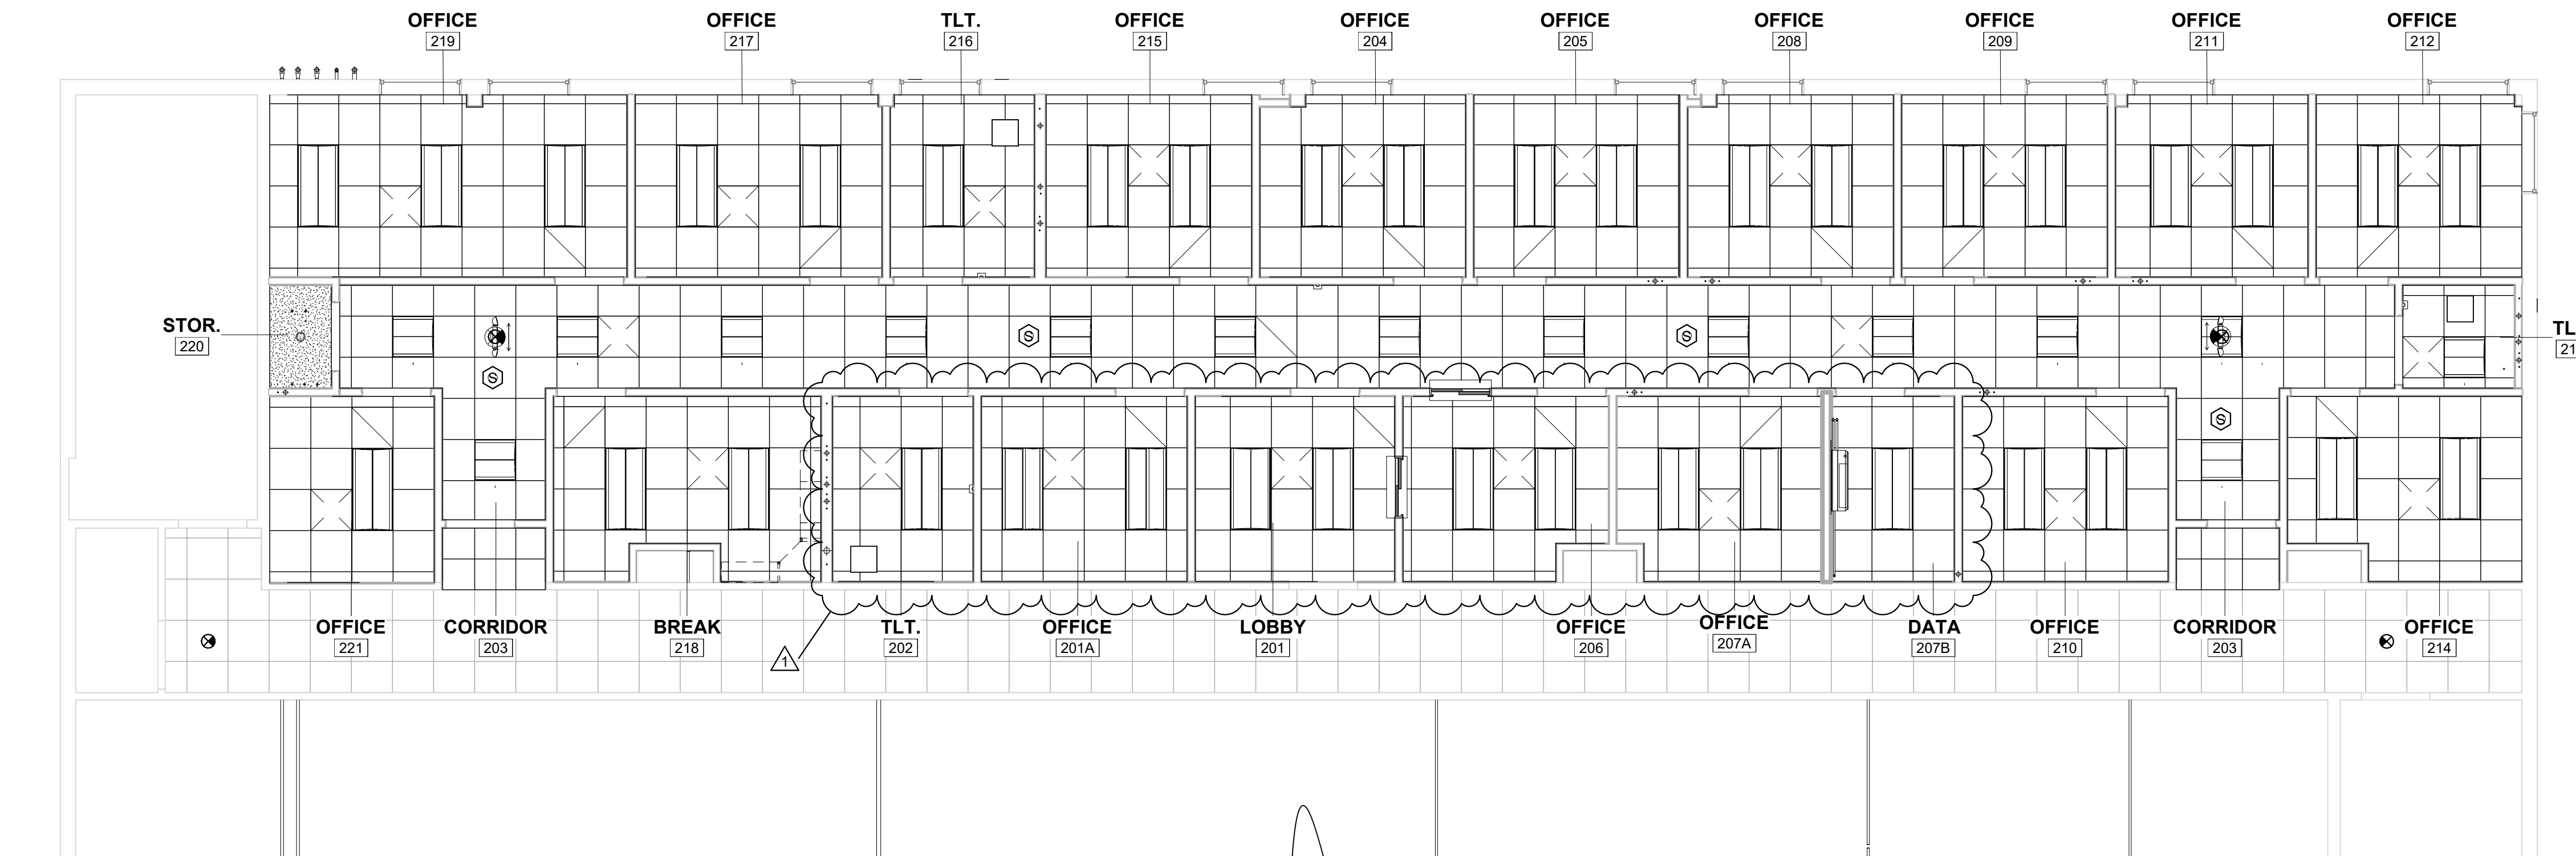 OFFICE OFFICE TLT. OFFICE OFFICE OFFICE OFFICE OFFICE OFFICE OFFICE
219 217 216 215 204 205 208 209 211 212
S S
STOR.
220
TL
21
S
S
OFFICE CORRIDOR BREAK TLT. OFFICE LOBBY OFFICE OFFICE DATA OFFICE CORRIDOR OFFICE
221 203 218 202 201A 201 206 207A 207B 210 203 214
1